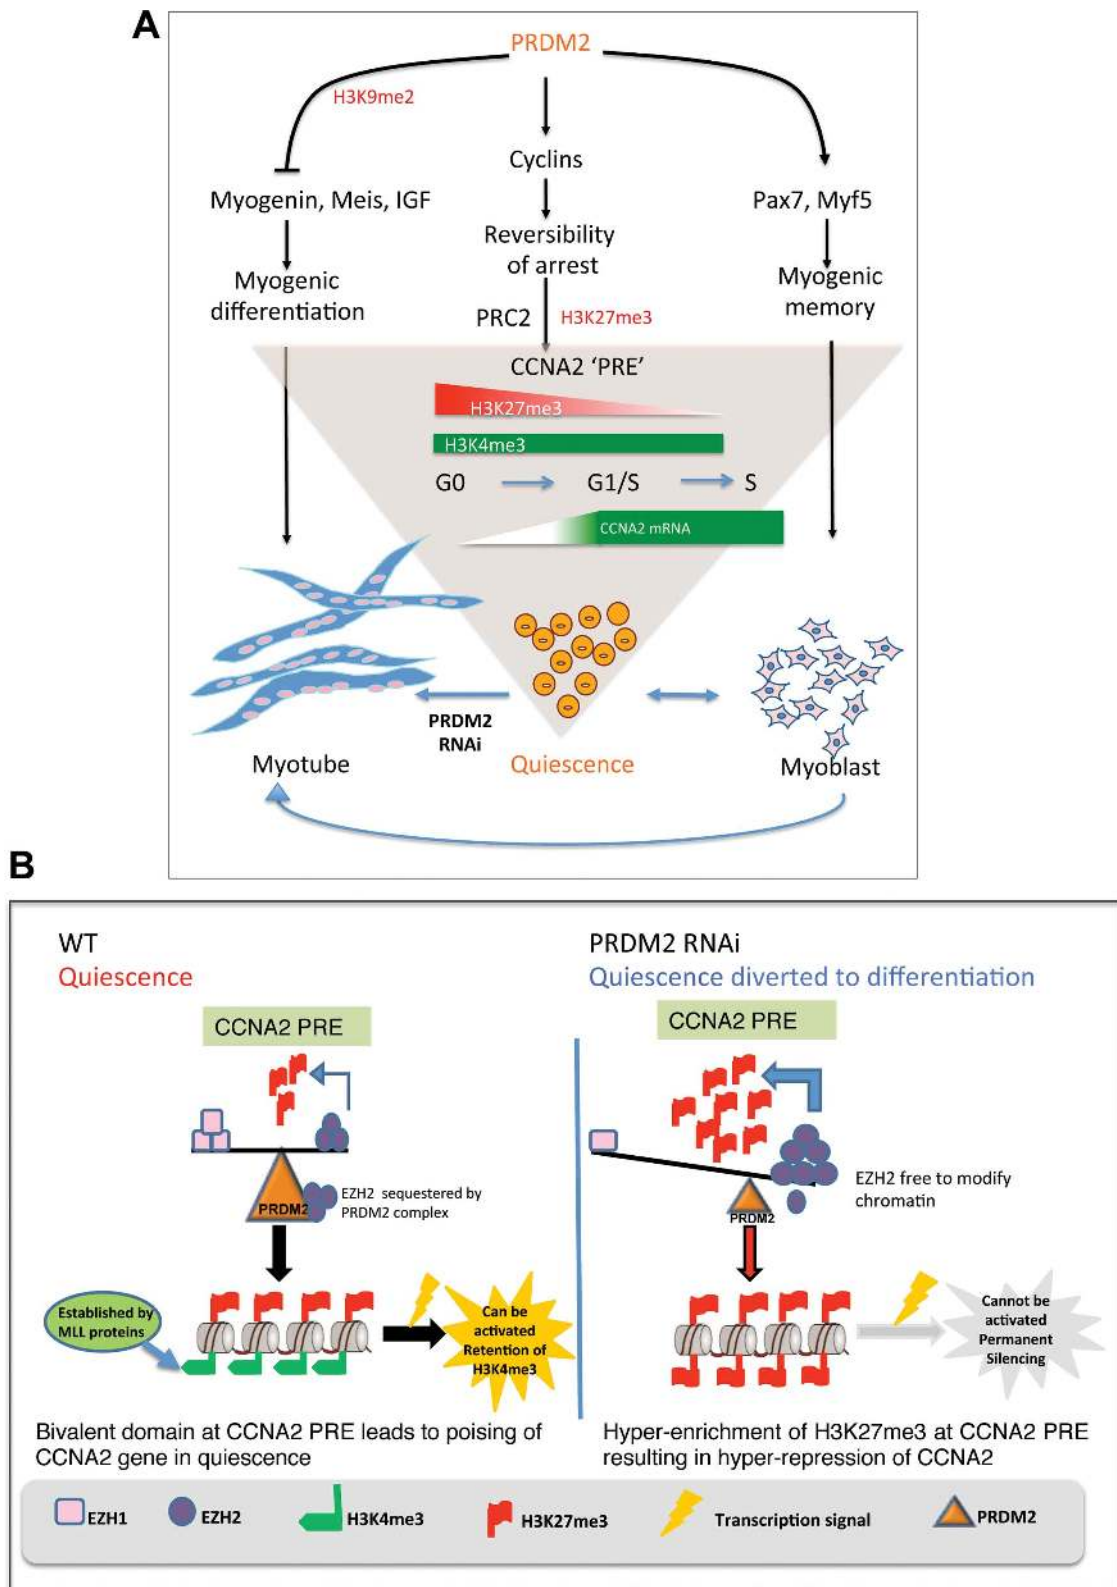 A
PRDM2
H3K9me2
Cyclins
Myogenin, Meis, IGF
Pax7, Myf5
Reversibility
of arrest
Myogenic
differentiation
Myogenic
memory
PRC2
H3K27me3
CCNA2 ‘PRE’
H3K27me3
H3K4me3
G0
G1/S
S
CCNA2 mRNA
PRDM2
RNAi
Myotube
Quiescence
Myoblast
B
WT
Quiescence
CCNA2 PRE
EZH2 sequestered by
PRDM2 complex
PRDM2
Established by
MLL proteins
Can be
activated
Retention of
H3K4me3
Bivalent domain at CCNA2 PRE leads to poising of
CCNA2 gene in quiescence
PRDM2 RNAi
Quiescence diverted to differentiation
CCNA2 PRE
EZH2 free to modify
chromatin
PRDM2
Cannot be
activated
Permanent
Silencing
Hyper-enrichment of H3K27me3 at CCNA2 PRE
resulting in hyper-repression of CCNA2
EZH1
EZH2
H3K4me3
H3K27me3
Transcription signal
PRDM2